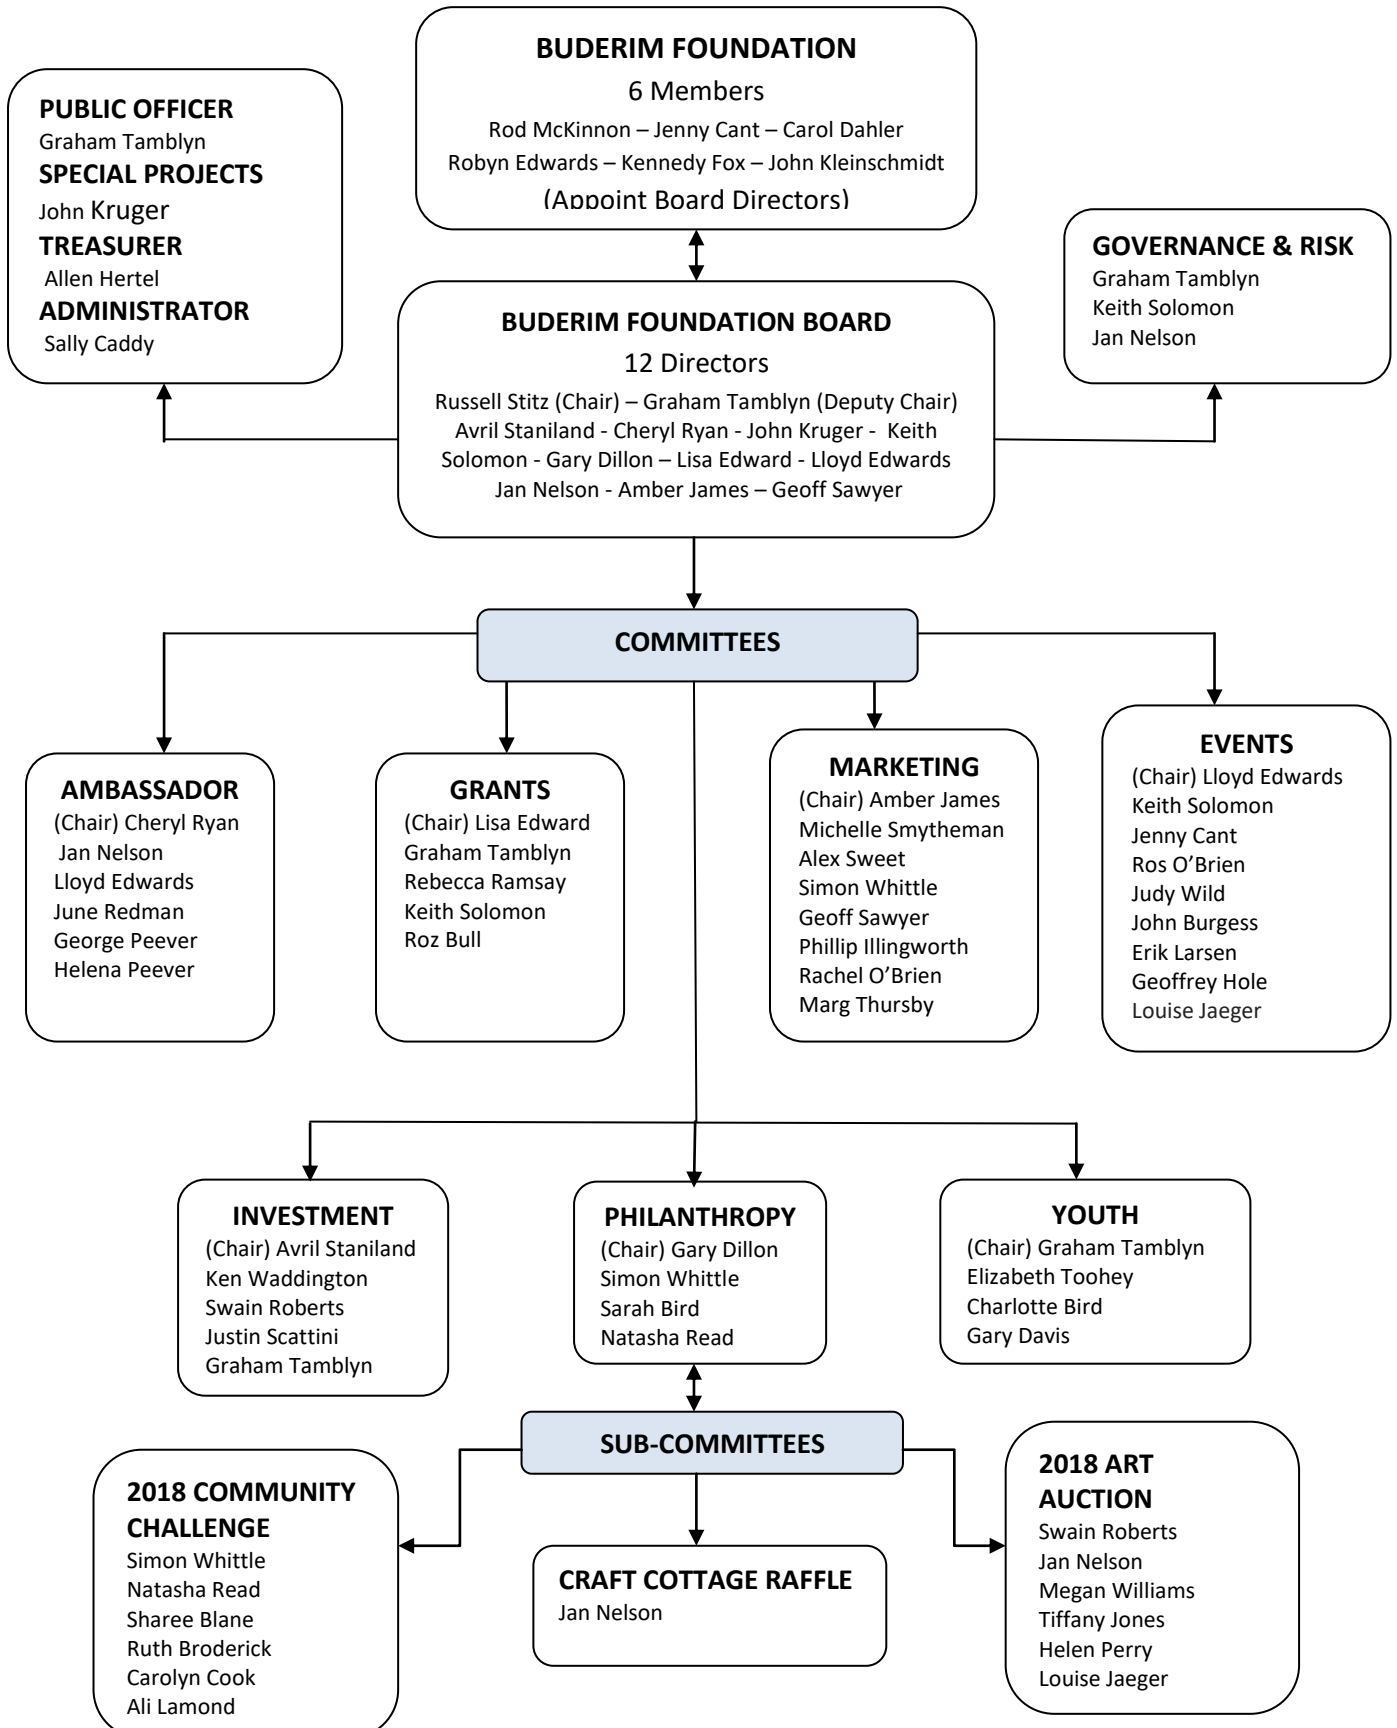 BUDERIM FOUNDATION
6 Members
Rod McKinnon – Jenny Cant – Carol Dahler
Robyn Edwards – Kennedy Fox – John Kleinschmidt
(Appoint Board Directors)
PUBLIC OFFICER
Graham Tamblyn
SPECIAL PROJECTS
John Kruger
TREASURER
Allen Hertel
ADMINISTRATOR
Sally Caddy
GOVERNANCE & RISK
Graham Tamblyn
Keith Solomon
Jan Nelson
BUDERIM FOUNDATION BOARD
12 Directors
Russell Stitz (Chair) – Graham Tamblyn (Deputy Chair)
Avril Staniland - Cheryl Ryan - John Kruger - Keith
Solomon - Gary Dillon – Lisa Edward - Lloyd Edwards
Jan Nelson - Amber James – Geoff Sawyer
COMMITTEES
AMBASSADOR
(Chair) Cheryl Ryan
Jan Nelson
Lloyd Edwards
June Redman
George Peever
Helena Peever
GRANTS
(Chair) Lisa Edward
Graham Tamblyn
Rebecca Ramsay
Keith Solomon
Roz Bull
MARKETING
(Chair) Amber James
Michelle Smytheman
Alex Sweet
Simon Whittle
Geoff Sawyer
Phillip Illingworth
Rachel O’Brien
Marg Thursby
EVENTS
(Chair) Lloyd Edwards
Keith Solomon
Jenny Cant
Ros O’Brien
Judy Wild
John Burgess
Erik Larsen
Geoffrey Hole
Louise Jaeger
INVESTMENT
(Chair) Avril Staniland
Ken Waddington
Swain Roberts
Justin Scattini
Graham Tamblyn
PHILANTHROPY
(Chair) Gary Dillon
Simon Whittle
Sarah Bird
Natasha Read
YOUTH
(Chair) Graham Tamblyn
Elizabeth Toohey
Charlotte Bird
Gary Davis
SUB-COMMITTEES
2018 COMMUNITY
CHALLENGE
Simon Whittle
Natasha Read
Sharee Blane
Ruth Broderick
Carolyn Cook
Ali Lamond
CRAFT COTTAGE RAFFLE
Jan Nelson
2018 ART
AUCTION
Swain Roberts
Jan Nelson
Megan Williams
Tiffany Jones
Helen Perry
Louise Jaeger